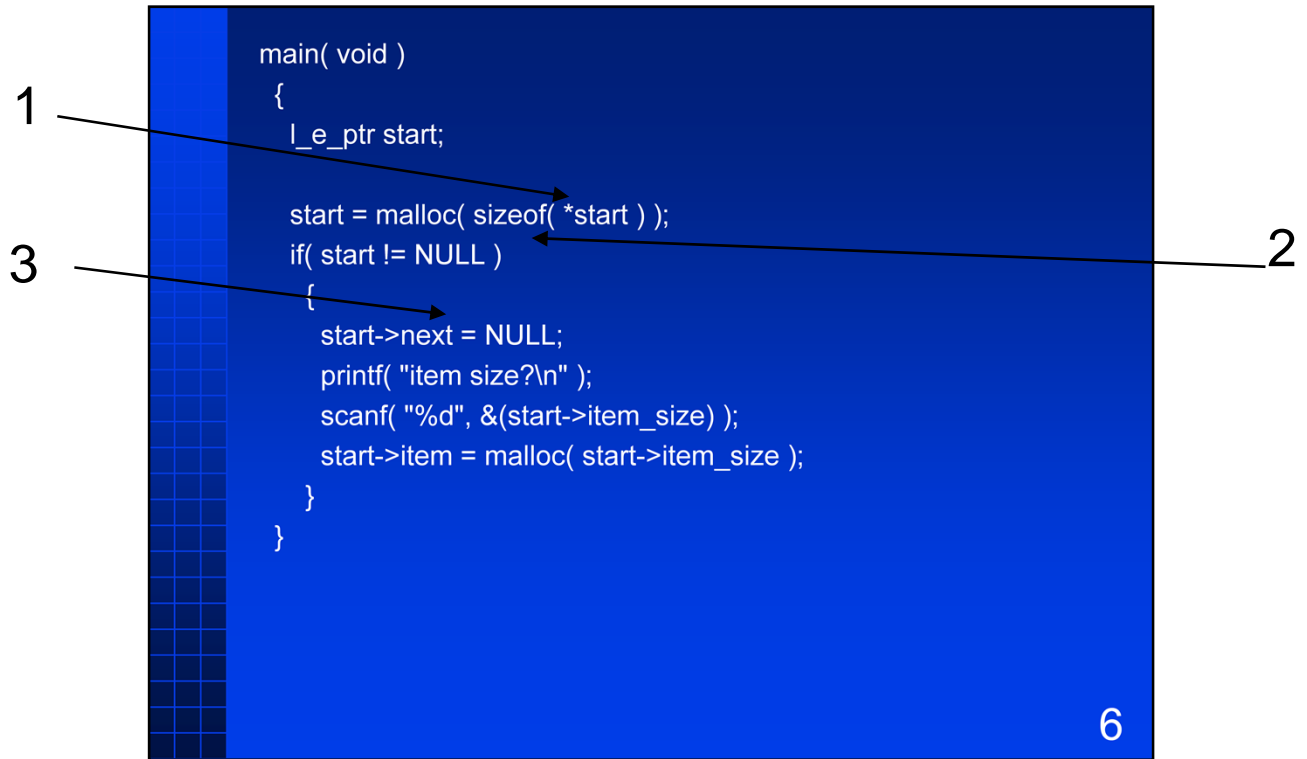 main( void )
{
l_e_ptr start;
1
start = malloc( sizeof( *start ) );
if( start != NULL )
2
3
{
start->next = NULL;
printf( "item size?\n" );
scanf( "%d", &(start->item_size) );
start->item = malloc( start->item_size );
}
}
6